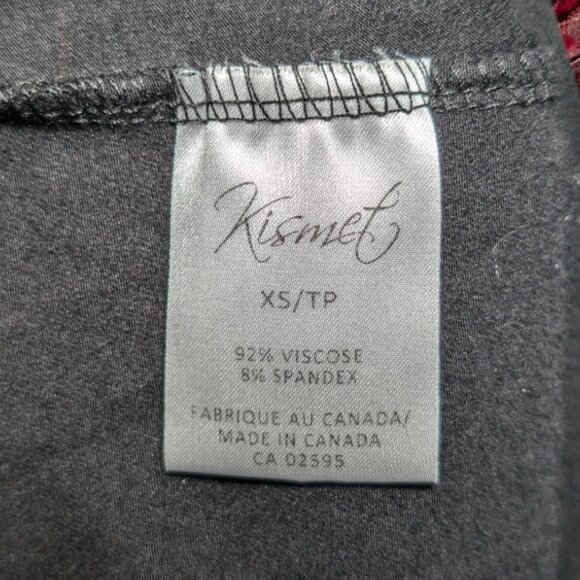 Kismet
XS/TP
92% VISCOSE
8% SPANDEX
FABRIQUE AU CANADA/
MADE IN CANADA
CA 02595